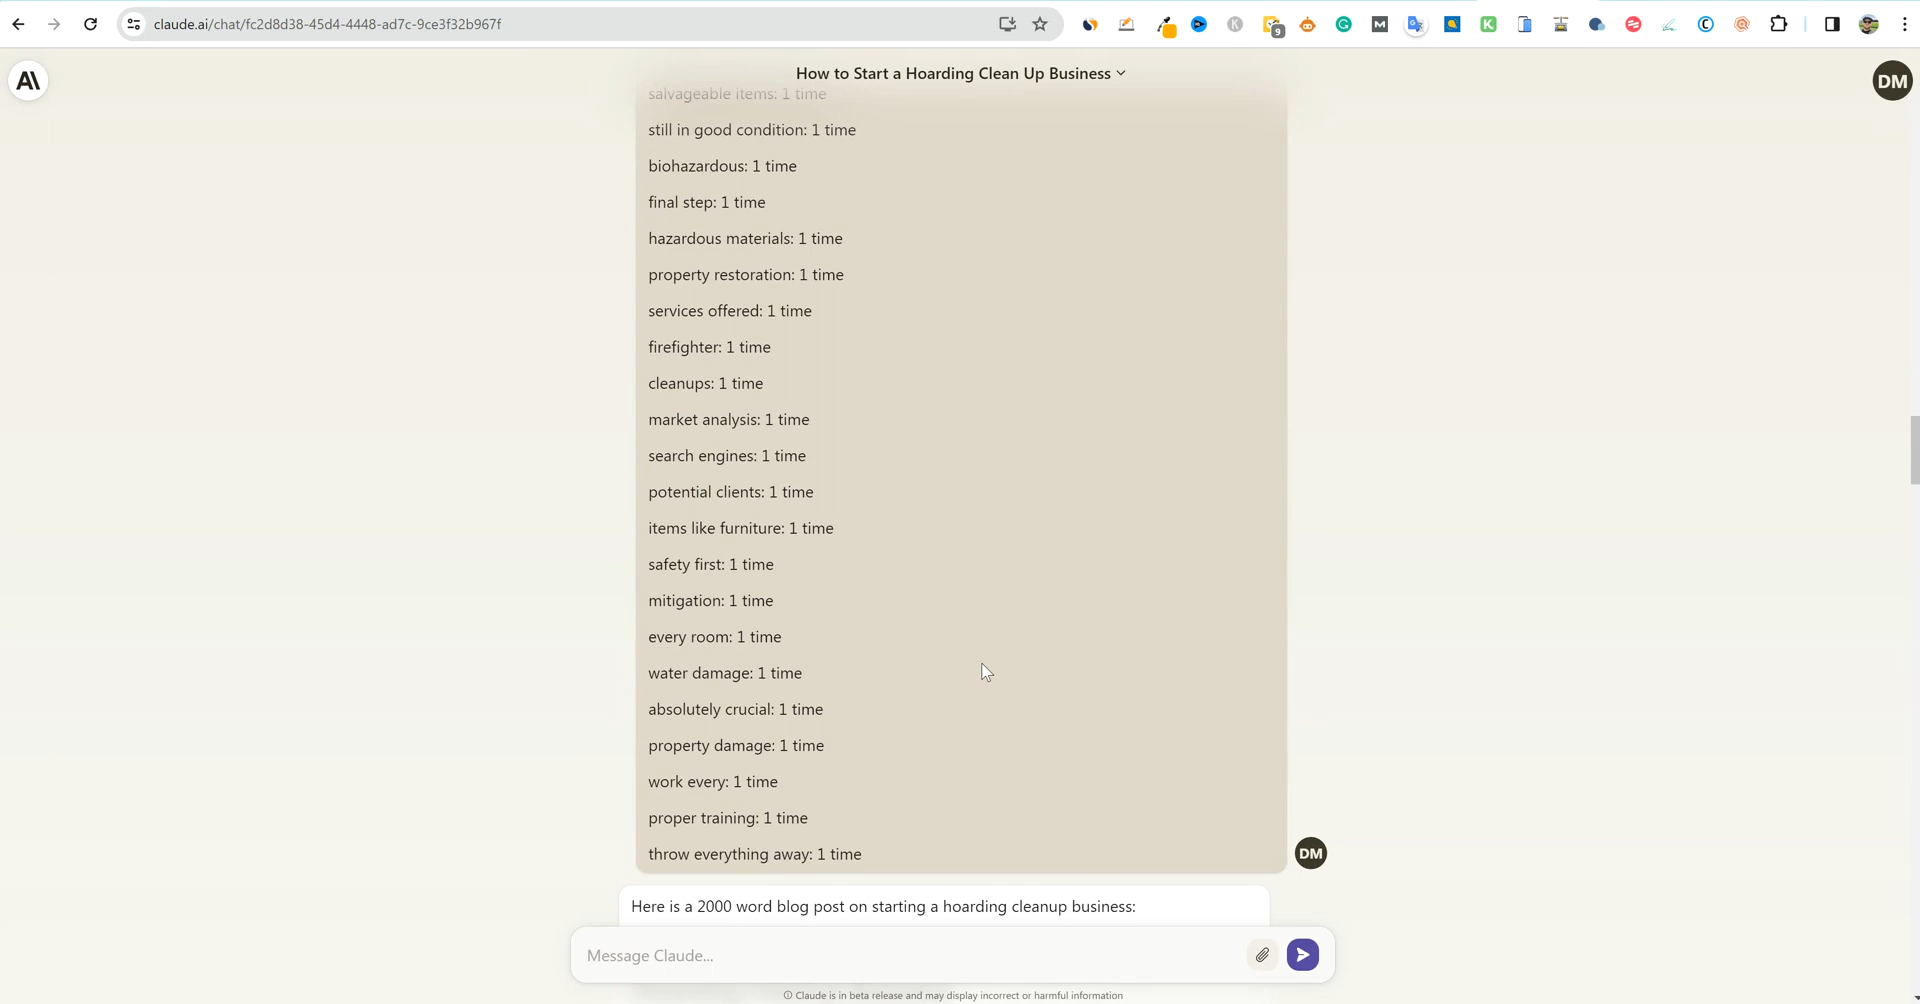 claude.ai/chat/fc2d8d38-45d4-4448-ad7c-9ce3f32b967f
9
How to Start a Hoarding Clean Up Business
DM
salvageable items: 1 time
still in good condition: 1 time
biohazardous: 1 time
final step: 1 time
hazardous materials: 1 time
property restoration: 1 time
services offered: 1 time
firefighter: 1 time
cleanups: 1 time
market analysis: 1 time
search engines: 1 time
potential clients: 1 time
items like furniture: 1 time
safety first: 1 time
mitigation: 1 time
every room: 1 time
water damage: 1 time
absolutely crucial: 1 time
property damage: 1 time
work every: 1 time
proper training: 1 time
throw everything away: 1 time
DM
Here is a 2000 word blog post on starting a hoarding cleanup business:
Message Claude...
Claude is in beta release and may display incorrect or harmful information